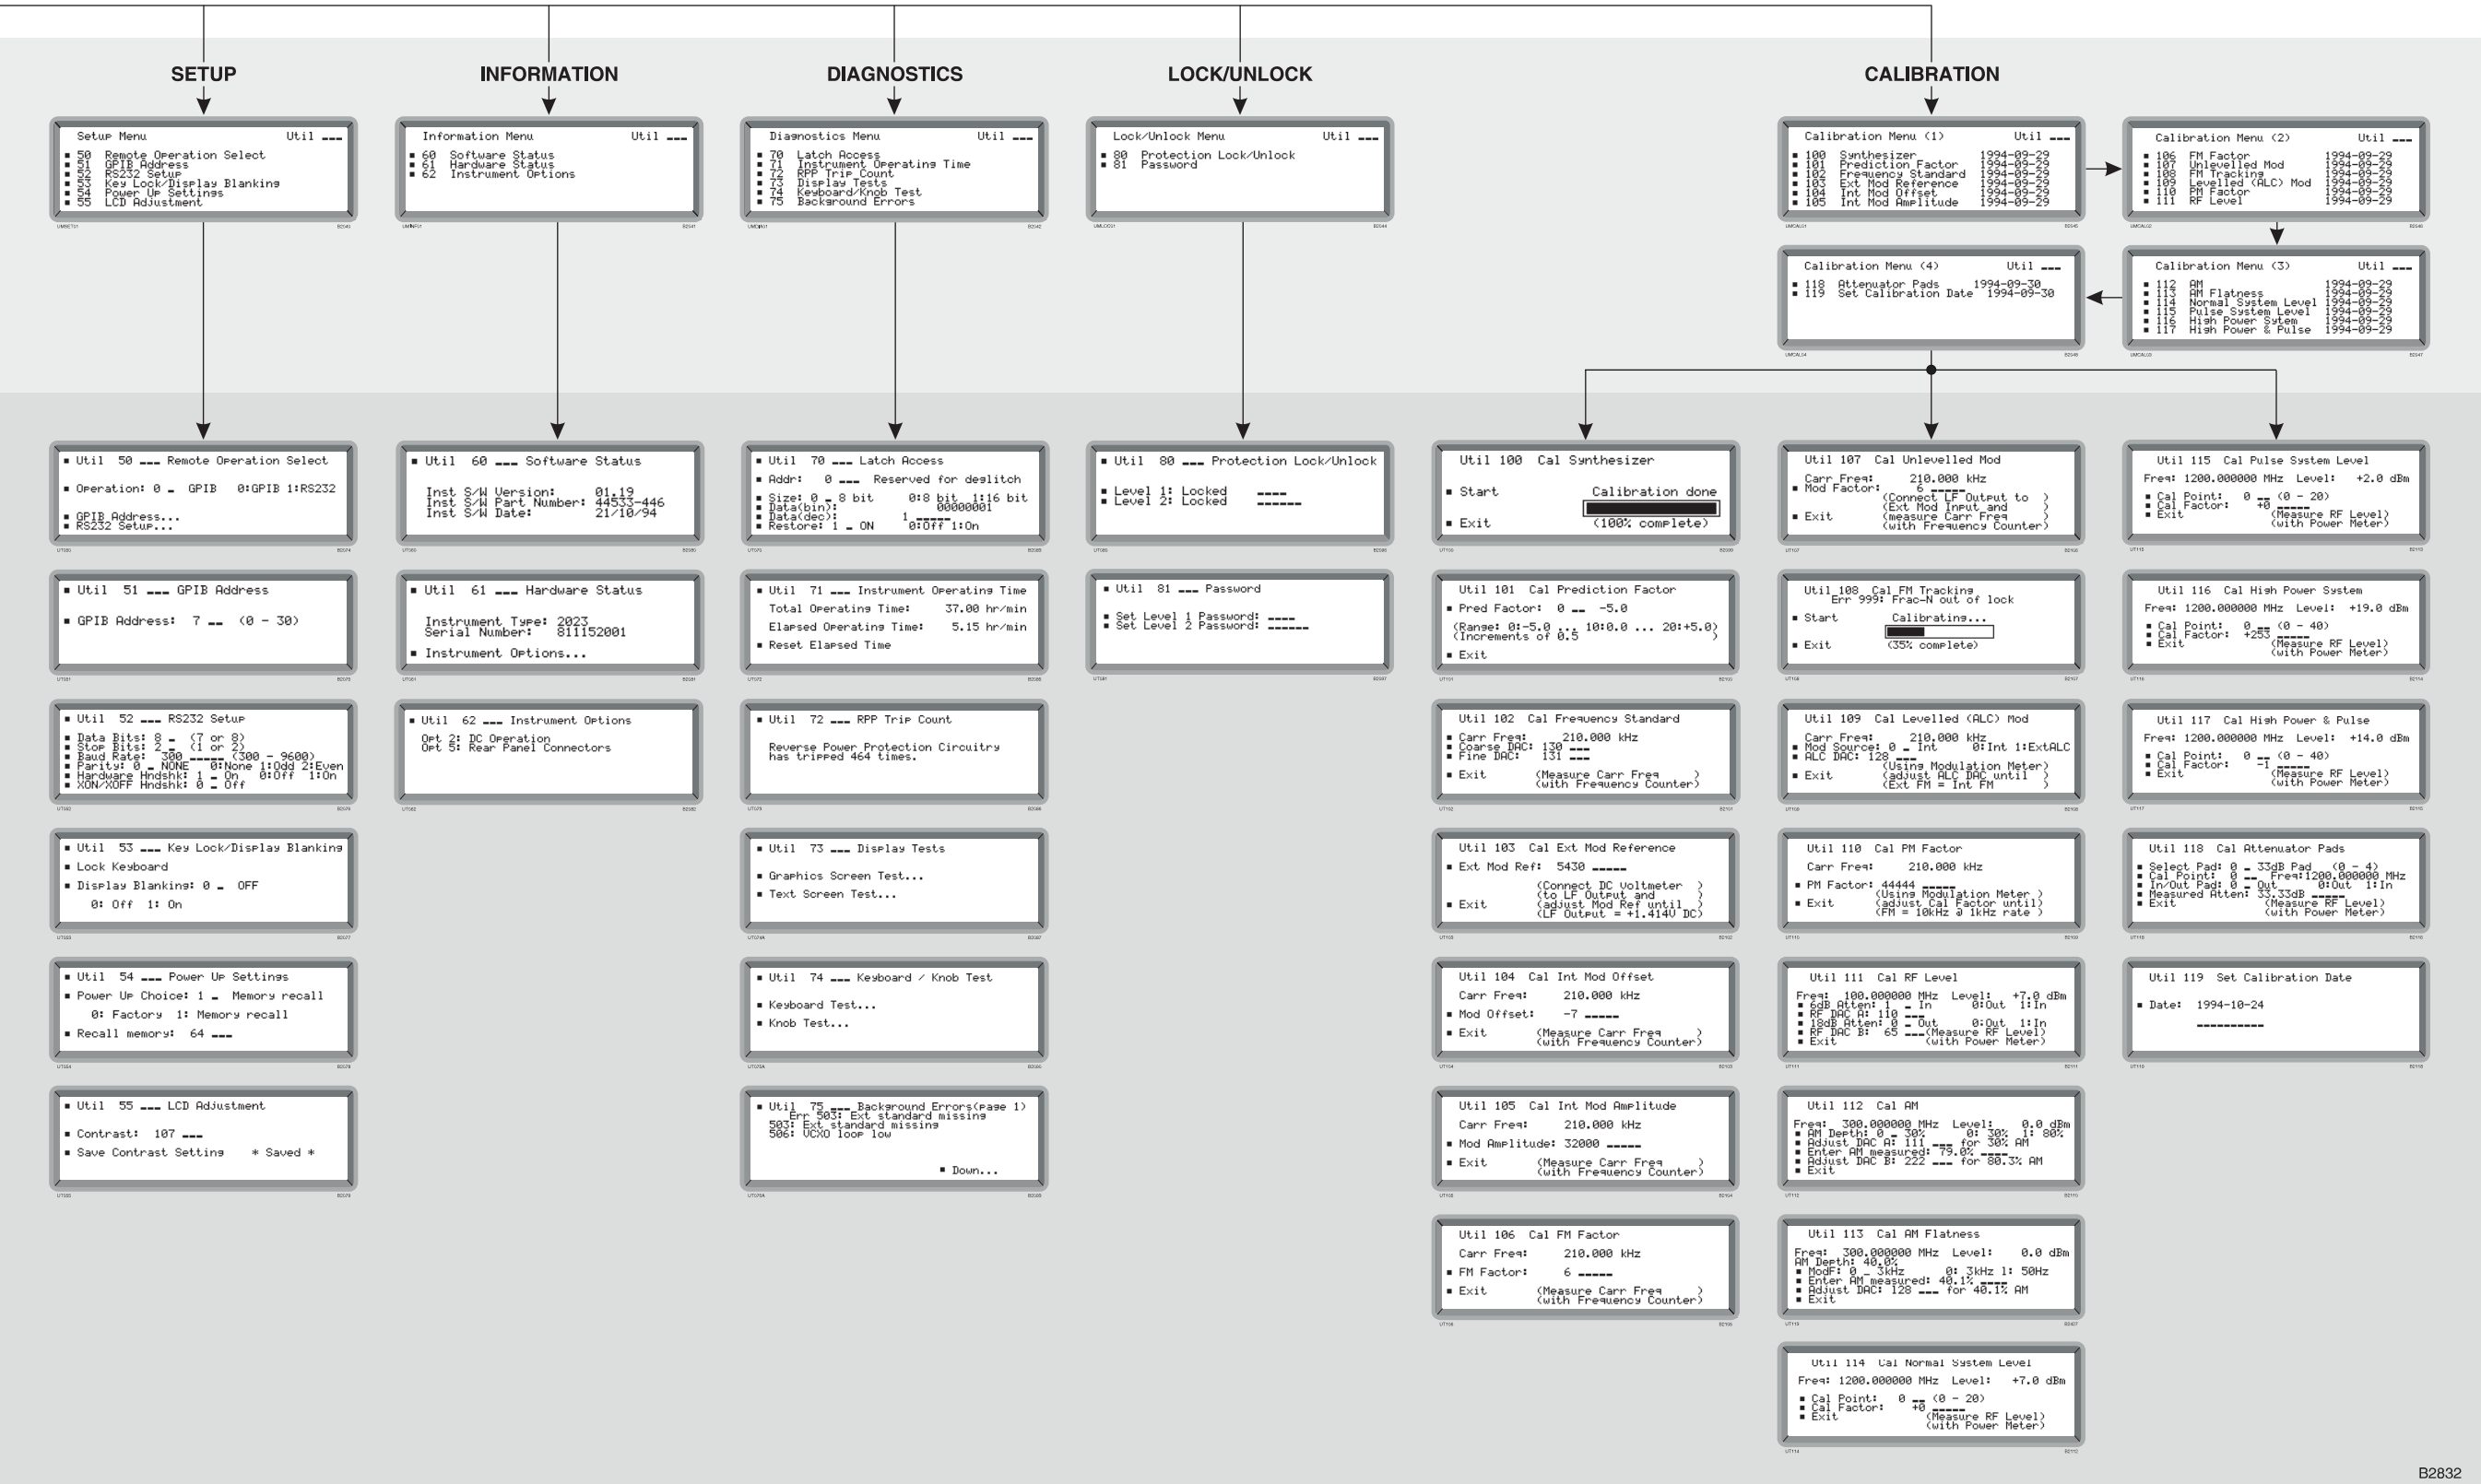 SETUP
INFORMATION
DIAGNOSTICS
LOCK/UNLOCK
CALIBRATION
Setup Menu Util ___
▪ 50 Remote Operation Select
▪ 51 GPIB Address
▪ 52 RS232 Setup
▪ 53 Key Lock/Display Blanking
▪ 54 Power Up Settings
▪ 55 LCD Adjustment
Information Menu Util ___
▪ 60 Software Status
▪ 61 Hardware Status
▪ 62 Instrument Options
Diagnostics Menu Util ___
▪ 70 Latch Access
▪ 71 Instrument Operating Time
▪ 72 RPP Trip Count
▪ 73 Display Tests
▪ 74 Keyboard/Knob Test
▪ 75 Background Errors
Lock/Unlock Menu Util ___
▪ 80 Protection Lock/Unlock
▪ 81 Password
Calibration Menu (1) Util ___
▪ 100 Synthesizer 1994-09-29
▪ 101 Prediction Factor 1994-09-29
▪ 102 Frequency Standard 1994-09-29
▪ 103 Ext Mod Reference 1994-09-29
▪ 104 Int Mod Offset 1994-09-29
▪ 105 Int Mod Amplitude 1994-09-29
Calibration Menu (2) Util ___
▪ 106 FM Factor 1994-09-29
▪ 107 Unlevelled Mod 1994-09-29
▪ 108 FM Tracking 1994-09-29
▪ 109 Levelled (ALC) Mod 1994-09-29
▪ 110 PM Factor 1994-09-29
▪ 111 RF Level 1994-09-29
Calibration Menu (4) Util ___
▪ 118 Attenuator Pads 1994-09-30
▪ 119 Set Calibration Date 1994-09-30
Calibration Menu (3) Util ___
▪ 112 AM 1994-09-29
▪ 113 AM Flatness 1994-09-29
▪ 114 Normal System Level 1994-09-29
▪ 115 Pulse System Level 1994-09-29
▪ 116 High Power Sytem 1994-09-29
▪ 117 High Power & Pulse 1994-09-29
▪ Util 50 ___ Remote Operation Select
▪ Operation: 0 _ GPIB 0:GPIB 1:RS232
▪ GPIB Address...
▪ RS232 Setup...
▪ Util 51 ___ GPIB Address
▪ GPIB Address: 7 __ (0 - 30)
▪ Util 52 ___ RS232 Setup
▪ Data Bits: 8 _ (7 or 8)
▪ Stop Bits: 2 _ (1 or 2)
▪ Baud Rate: 300 _____ (300 - 9600)
▪ Parity: 0 _ NONE 0:None 1:Odd 2:Even
▪ Hardware Hndshk: 1 _ On 0:Off 1:On
▪ XON/XOFF Hndshk: 0 _ Off
▪ Util 53 ___ Key Lock/Display Blanking
▪ Lock Keyboard
▪ Display Blanking: 0 _ OFF
0: Off 1: On
▪ Util 54 ___ Power Up Settings
▪ Power Up Choice: 1 _ Memory recall
0: Factory 1: Memory recall
▪ Recall memory: 64 ___
▪ Util 55 ___ LCD Adjustment
▪ Contrast: 107 ___
▪ Save Contrast Setting * Saved *
▪ Util 60 ___ Software Status
Inst S/W Version: 01.19
Inst S/W Part Number: 44533-446
Inst S/W Date: 21/10/94
▪ Util 61 ___ Hardware Status
Instrument Type: 2023
Serial Number: 811152001
▪ Instrument Options...
▪ Util 62 ___ Instrument Options
Opt 2: DC Operation
Opt 5: Rear Panel Connectors
▪ Util 70 ___ Latch Access
▪ Addr: 0 ___ Reserved for deglitch
▪ Size: 0 _ 8 bit 0:8 bit 1:16 bit
▪ Data(bin): 00000001
▪ Data(dec): 1 _____
▪ Restore: 1 _ ON 0:Off 1:On
▪ Util 71 ___ Instrument Operating Time
Total Operating Time: 37.00 hr/min
Elapsed Operating Time: 5.15 hr/min
▪ Reset Elapsed Time
▪ Util 72 ___ RPP Trip Count
Reverse Power Protection Circuitry
has tripped 464 times.
▪ Util 73 ___ Display Tests
▪ Graphics Screen Test...
▪ Text Screen Test...
▪ Util 74 ___ Keyboard / Knob Test
▪ Keyboard Test...
▪ Knob Test...
▪ Util 75 ___ Background Errors(page 1)
Err 503: Ext standard missing
503: Ext standard missing
506: VCXO loop low
▪ Down...
▪ Util 80 ___ Protection Lock/Unlock
▪ Level 1: Locked ____
▪ Level 2: Locked ______
▪ Util 81 ___ Password
▪ Set Level 1 Password: ____
▪ Set Level 2 Password: ______
Util 100 Cal Synthesizer
▪ Start Calibration done
▪ Exit (100% complete)
Util 101 Cal Prediction Factor
▪ Pred Factor: 0 __ -5.0
(Range: 0:-5.0 ... 10:0.0 ... 20:+5.0)
(Increments of 0.5 )
▪ Exit
Util 102 Cal Frequency Standard
▪ Carr Freq: 210.000 kHz
▪ Coarse DAC: 130 ___
▪ Fine DAC: 131 ___
▪ Exit (Measure Carr Freq )
(with Frequency Counter)
Util 103 Cal Ext Mod Reference
▪ Ext Mod Ref: 5430 _____
(Connect DC Voltmeter )
(to LF Output and )
▪ Exit (adjust Mod Ref until )
(LF Output = +1.414V DC)
Util 104 Cal Int Mod Offset
Carr Freq: 210.000 kHz
▪ Mod Offset: -7 _____
▪ Exit (Measure Carr Freq )
(with Frequency Counter)
Util 105 Cal Int Mod Amplitude
Carr Freq: 210.000 kHz
▪ Mod Amplitude: 32000 _____
▪ Exit (Measure Carr Freq )
(with Frequency Counter)
Util 106 Cal FM Factor
Carr Freq: 210.000 kHz
▪ FM Factor: 6 _____
▪ Exit (Measure Carr Freq )
(with Frequency Counter)
Util 107 Cal Unlevelled Mod
Carr Freq: 210.000 kHz
▪ Mod Factor: 6 _____
(Connect LF Output to )
(Ext Mod Input and )
▪ Exit (measure Carr Freq )
(with Frequency Counter)
Util 108 Cal FM Tracking
Err 999: Frac-N out of lock
▪ Start Calibrating...
▪ Exit (35% complete)
Util 109 Cal Levelled (ALC) Mod
Carr Freq: 210.000 kHz
▪ Mod Source: 0 _ Int 0:Int 1:ExtALC
▪ ALC DAC: 128 ___
(Using Modulation Meter)
▪ Exit (adjust ALC DAC until )
(Ext FM = Int FM )
Util 110 Cal PM Factor
Carr Freq: 210.000 kHz
▪ PM Factor: 44444 _____
(Using Modulation Meter )
▪ Exit (adjust Cal Factor until)
(FM = 10kHz @ 1kHz rate )
Util 111 Cal RF Level
Freq: 100.000000 MHz Level: +7.0 dBm
▪ 6dB Atten: 1 _ In 0:Out 1:In
▪ RF DAC A: 110 ___
▪ 18dB Atten: 0 _ Out 0:Out 1:In
▪ RF DAC B: 65 ___(Measure RF Level)
▪ Exit (with Power Meter)
Util 112 Cal AM
Freq: 300.000000 MHz Level: 0.0 dBm
▪ AM Depth: 0 _ 30% 0: 30% 1: 80%
▪ Adjust DAC A: 111 ___ for 30% AM
▪ Enter AM measured: 79.0% ____
▪ Adjust DAC B: 222 ___ for 80.3% AM
▪ Exit
Util 113 Cal AM Flatness
Freq: 300.000000 MHz Level: 0.0 dBm
AM Depth: 40.0%
▪ ModF: 0 _ 3kHz 0: 3kHz 1: 50Hz
▪ Enter AM measured: 40.1% ____
▪ Adjust DAC: 128 ___ for 40.1% AM
▪ Exit
Util 114 Cal Normal System Level
Freq: 1200.000000 MHz Level: +7.0 dBm
▪ Cal Point: 0 __ (0 - 20)
▪ Cal Factor: +0 _____
▪ Exit (Measure RF Level)
(with Power Meter)
Util 115 Cal Pulse System Level
Freq: 1200.000000 MHz Level: +2.0 dBm
▪ Cal Point: 0 __ (0 - 20)
▪ Cal Factor: +0 _____
▪ Exit (Measure RF Level)
(with Power Meter)
Util 116 Cal High Power System
Freq: 1200.000000 MHz Level: +19.0 dBm
▪ Cal Point: 0 __ (0 - 40)
▪ Cal Factor: +253 _____
▪ Exit (Measure RF Level)
(with Power Meter)
Util 117 Cal High Power & Pulse
Freq: 1200.000000 MHz Level: +14.0 dBm
▪ Cal Point: 0 __ (0 - 40)
▪ Cal Factor: -1 _____
▪ Exit (Measure RF Level)
(with Power Meter)
Util 118 Cal Attenuator Pads
▪ Select Pad: 0 _ 33dB Pad (0 - 4)
▪ Cal Point: 0 __ Freq:1200.000000 MHz
▪ In/Out Pad: 0 _ Out 0:Out 1:In
▪ Measured Atten: 33.33dB _____
▪ Exit (Measure RF Level)
(with Power Meter)
Util 119 Set Calibration Date
▪ Date: 1994-10-24
__________
B2832